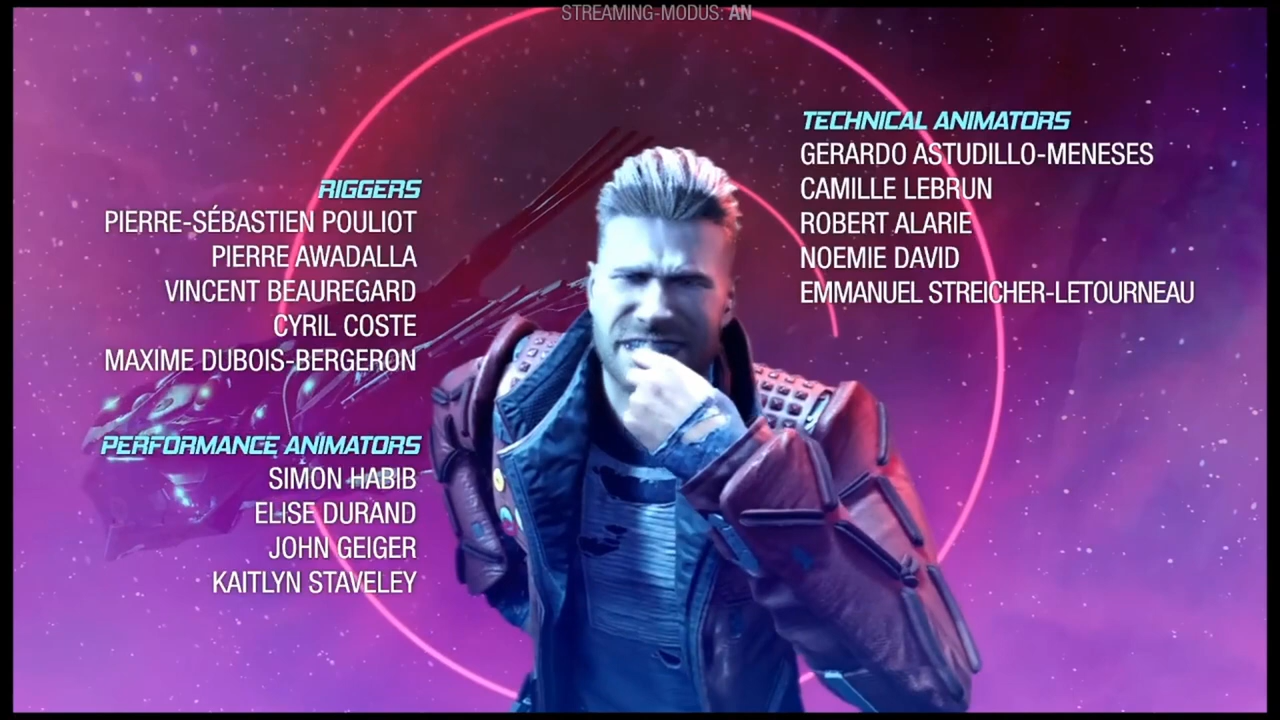 STREAMING-MODUS: AN
RIGGERS
PIERRE-SÉBASTIEN POULIOT
PIERRE AWADALLA
VINCENT BEAUREGARD
CYRIL COSTE
MAXIME DUBOIS-BERGERON
PERFORMANCE ANIMATORS
SIMON HABIB
ELISE DURAND
JOHN GEIGER
KAITLYN STAVELEY
TECHNICAL ANIMATORS
GERARDO ASTUDILLO-MENESES
CAMILLE LEBRUN
ROBERT ALARIE
NOEMIE DAVID
EMMANUEL STREICHER-LETOURNEAU